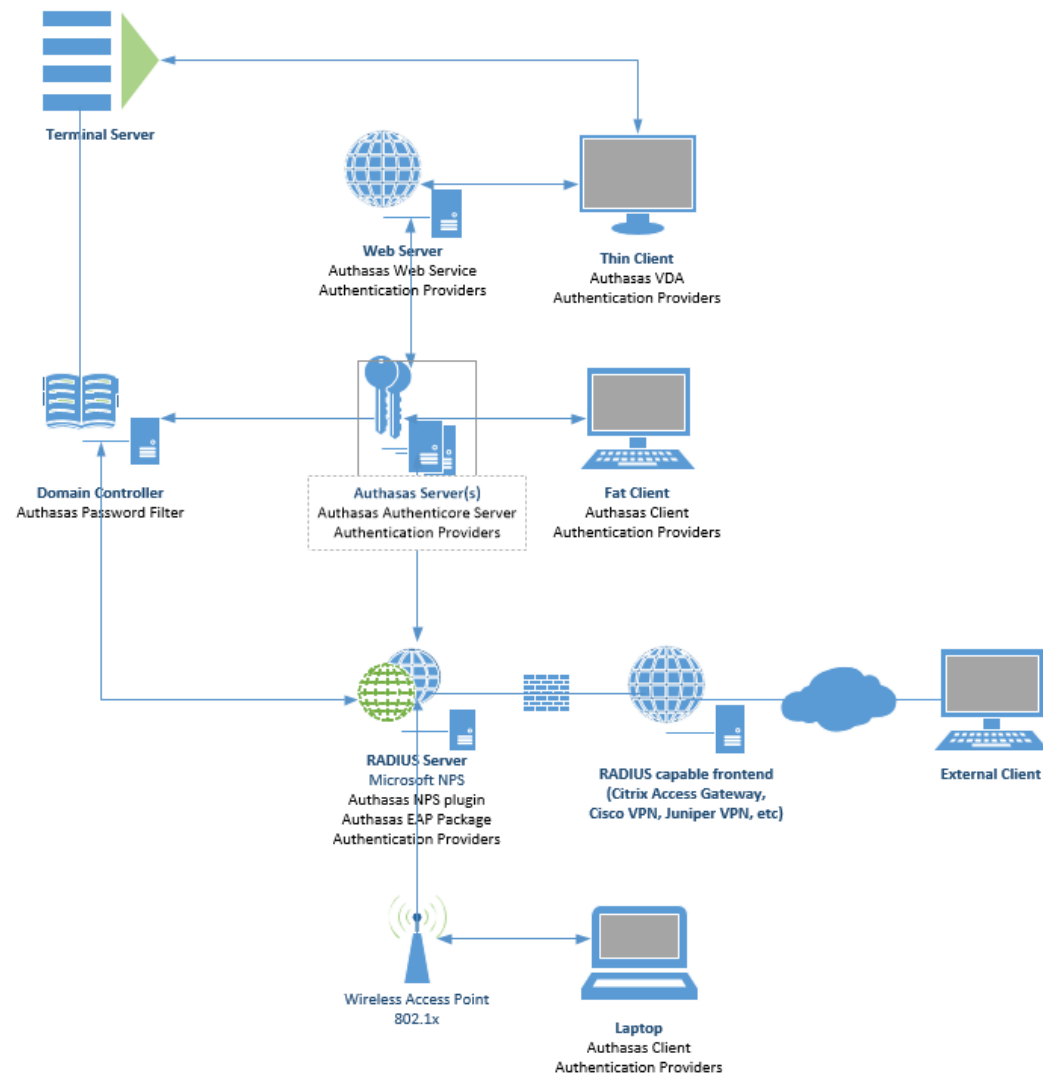 Terminal Server
Web Server
Authasas Web Service
Authentication Providers
Thin Client
Authasas VDA
Authentication Providers
Domain Controller
Authasas Password Filter
Authasas Server(s)
Authasas Authenticore Server
Authentication Providers
Fat Client
Authasas Client
Authentication Providers
RADIUS Server
Microsoft NPS
Authasas NPS plugin
Authasas EAP Package
Authentication Providers
RADIUS capable frontend
(Citrix Access Gateway,
Cisco VPN, Juniper VPN, etc)
External Client
Wireless Access Point
802.1x
Laptop
Authasas Client
Authentication Providers